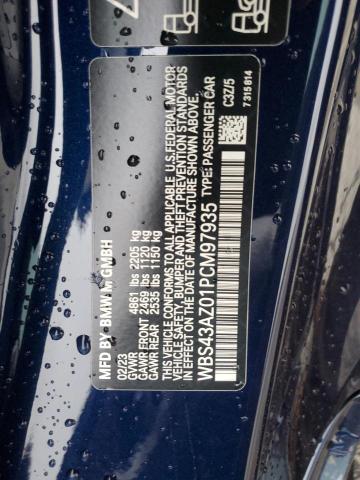 MFD BY: BMW M GMBH
02/23
GVWR 4861 lbs 2205 kg
GAWR FRONT 2469 lbs 1120 kg
GAWR REAR 2535 lbs 1150 kg
THIS VEHICLE CONFORMS TO ALL APPLICABLE U.S. FEDERAL MOTOR
VEHICLE SAFETY, BUMPER, AND THEFT PREVENTION STANDARDS
IN EFFECT ON THE DATE OF MANUFACTURE SHOWN ABOVE.
WBS43AZ01PCM97935 TYPE: PASSENGER CAR
C3Z/5
7 315 814